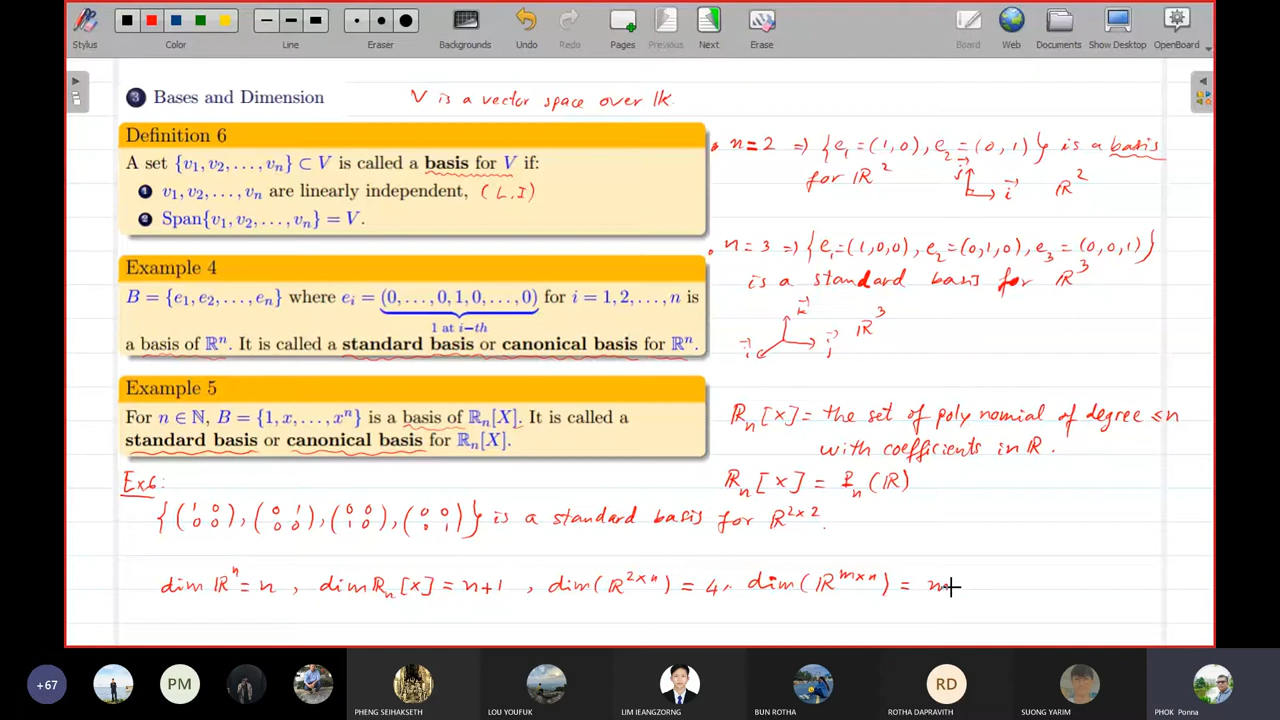 Stylus Color Line Eraser Backgrounds Undo Redo Pages Previous Next Erase Board Web Documents Show Desktop OpenBoard
3 Bases and Dimension
V is a vector space over lk.
Definition 6
A set {v₁, v₂, . . . , vₙ} ⊂ V is called a basis for V if:
1 v₁, v₂, . . . , vₙ are linearly independent, (L.I)
2 Span{v₁, v₂, . . . , vₙ} = V.
Example 4
B = {e₁, e₂, . . . , eₙ} where eᵢ = (0, . . . , 0, 1, 0, . . . , 0) for i = 1, 2, . . . , n is
1 at i−th
a basis of ℝⁿ. It is called a standard basis or canonical basis for ℝⁿ.
Example 5
For n ∈ ℕ, B = {1, x, . . . , xⁿ} is a basis of ℝₙ[X]. It is called a
standard basis or canonical basis for ℝₙ[X].
• n=2 ⇒ {e₁=(1,0), e₂=(0,1)} is a basis
for ℝ²
j i ℝ²
• n=3 ⇒ {e₁=(1,0,0), e₂=(0,1,0), e₃=(0,0,1)}
is a standard basis for ℝ³
k ℝ³
i j
ℝₙ[x] = the set of polynomial of degree ≤n
with coefficients in ℝ.
ℝₙ[x] = Pₙ(ℝ)
Ex6:
{(1 0 0 0), (0 1 0 0), (0 0 1 0), (0 0 0 1)} is a standard basis for ℝ²ˣ².
dim ℝⁿ = n , dim ℝₙ[x] = n+1 , dim(ℝ²ˣⁿ) = 4, dim(ℝᵐˣⁿ) =
+67 PM PHENG SEIHAKSETH LOU YOUFUK LIM IEANGZORNG BUN ROTHA RD ROTHA DAPRAVITH SUONG YARIM PHOK Ponna